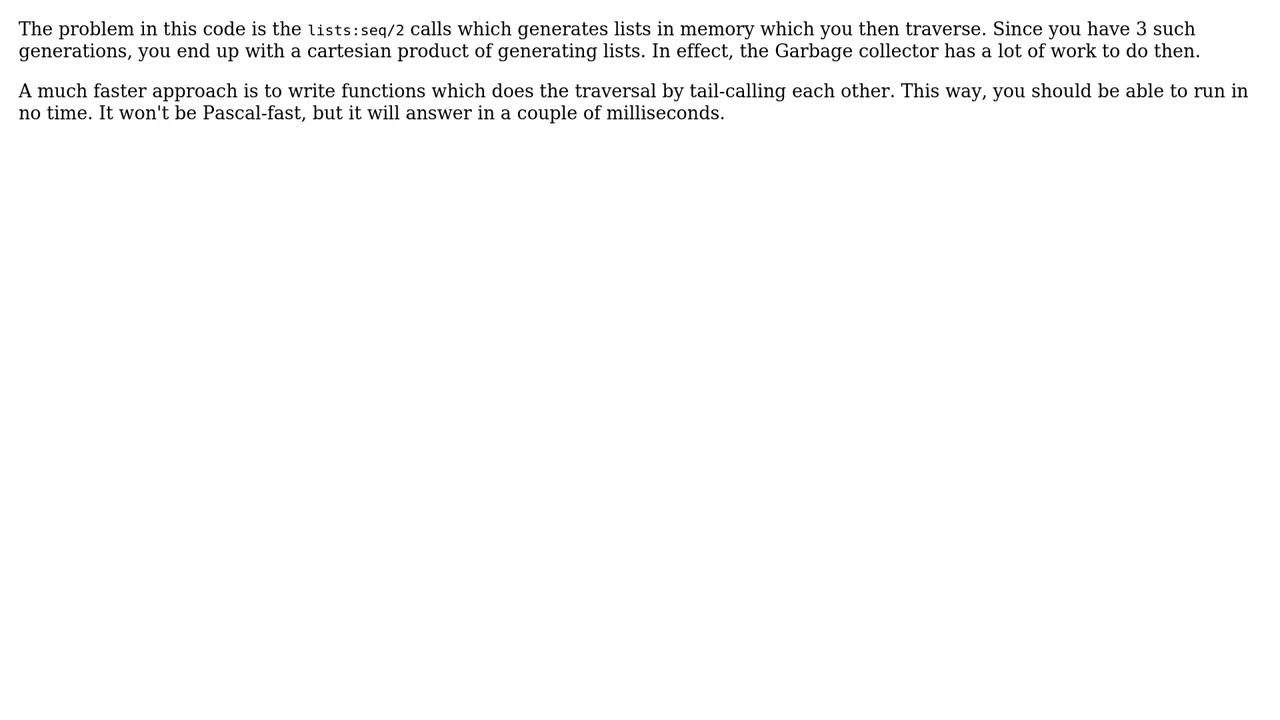 The problem in this code is the lists:seq/2 calls which generates lists in memory which you then traverse. Since you have 3 such
generations, you end up with a cartesian product of generating lists. In effect, the Garbage collector has a lot of work to do then.
A much faster approach is to write functions which does the traversal by tail-calling each other. This way, you should be able to run in
no time. It won't be Pascal-fast, but it will answer in a couple of milliseconds.